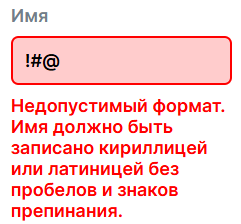 Имя
!#@
Недопустимый формат.
Имя должно быть
записано кириллицей
или латиницей без
пробелов и знаков
препинания.